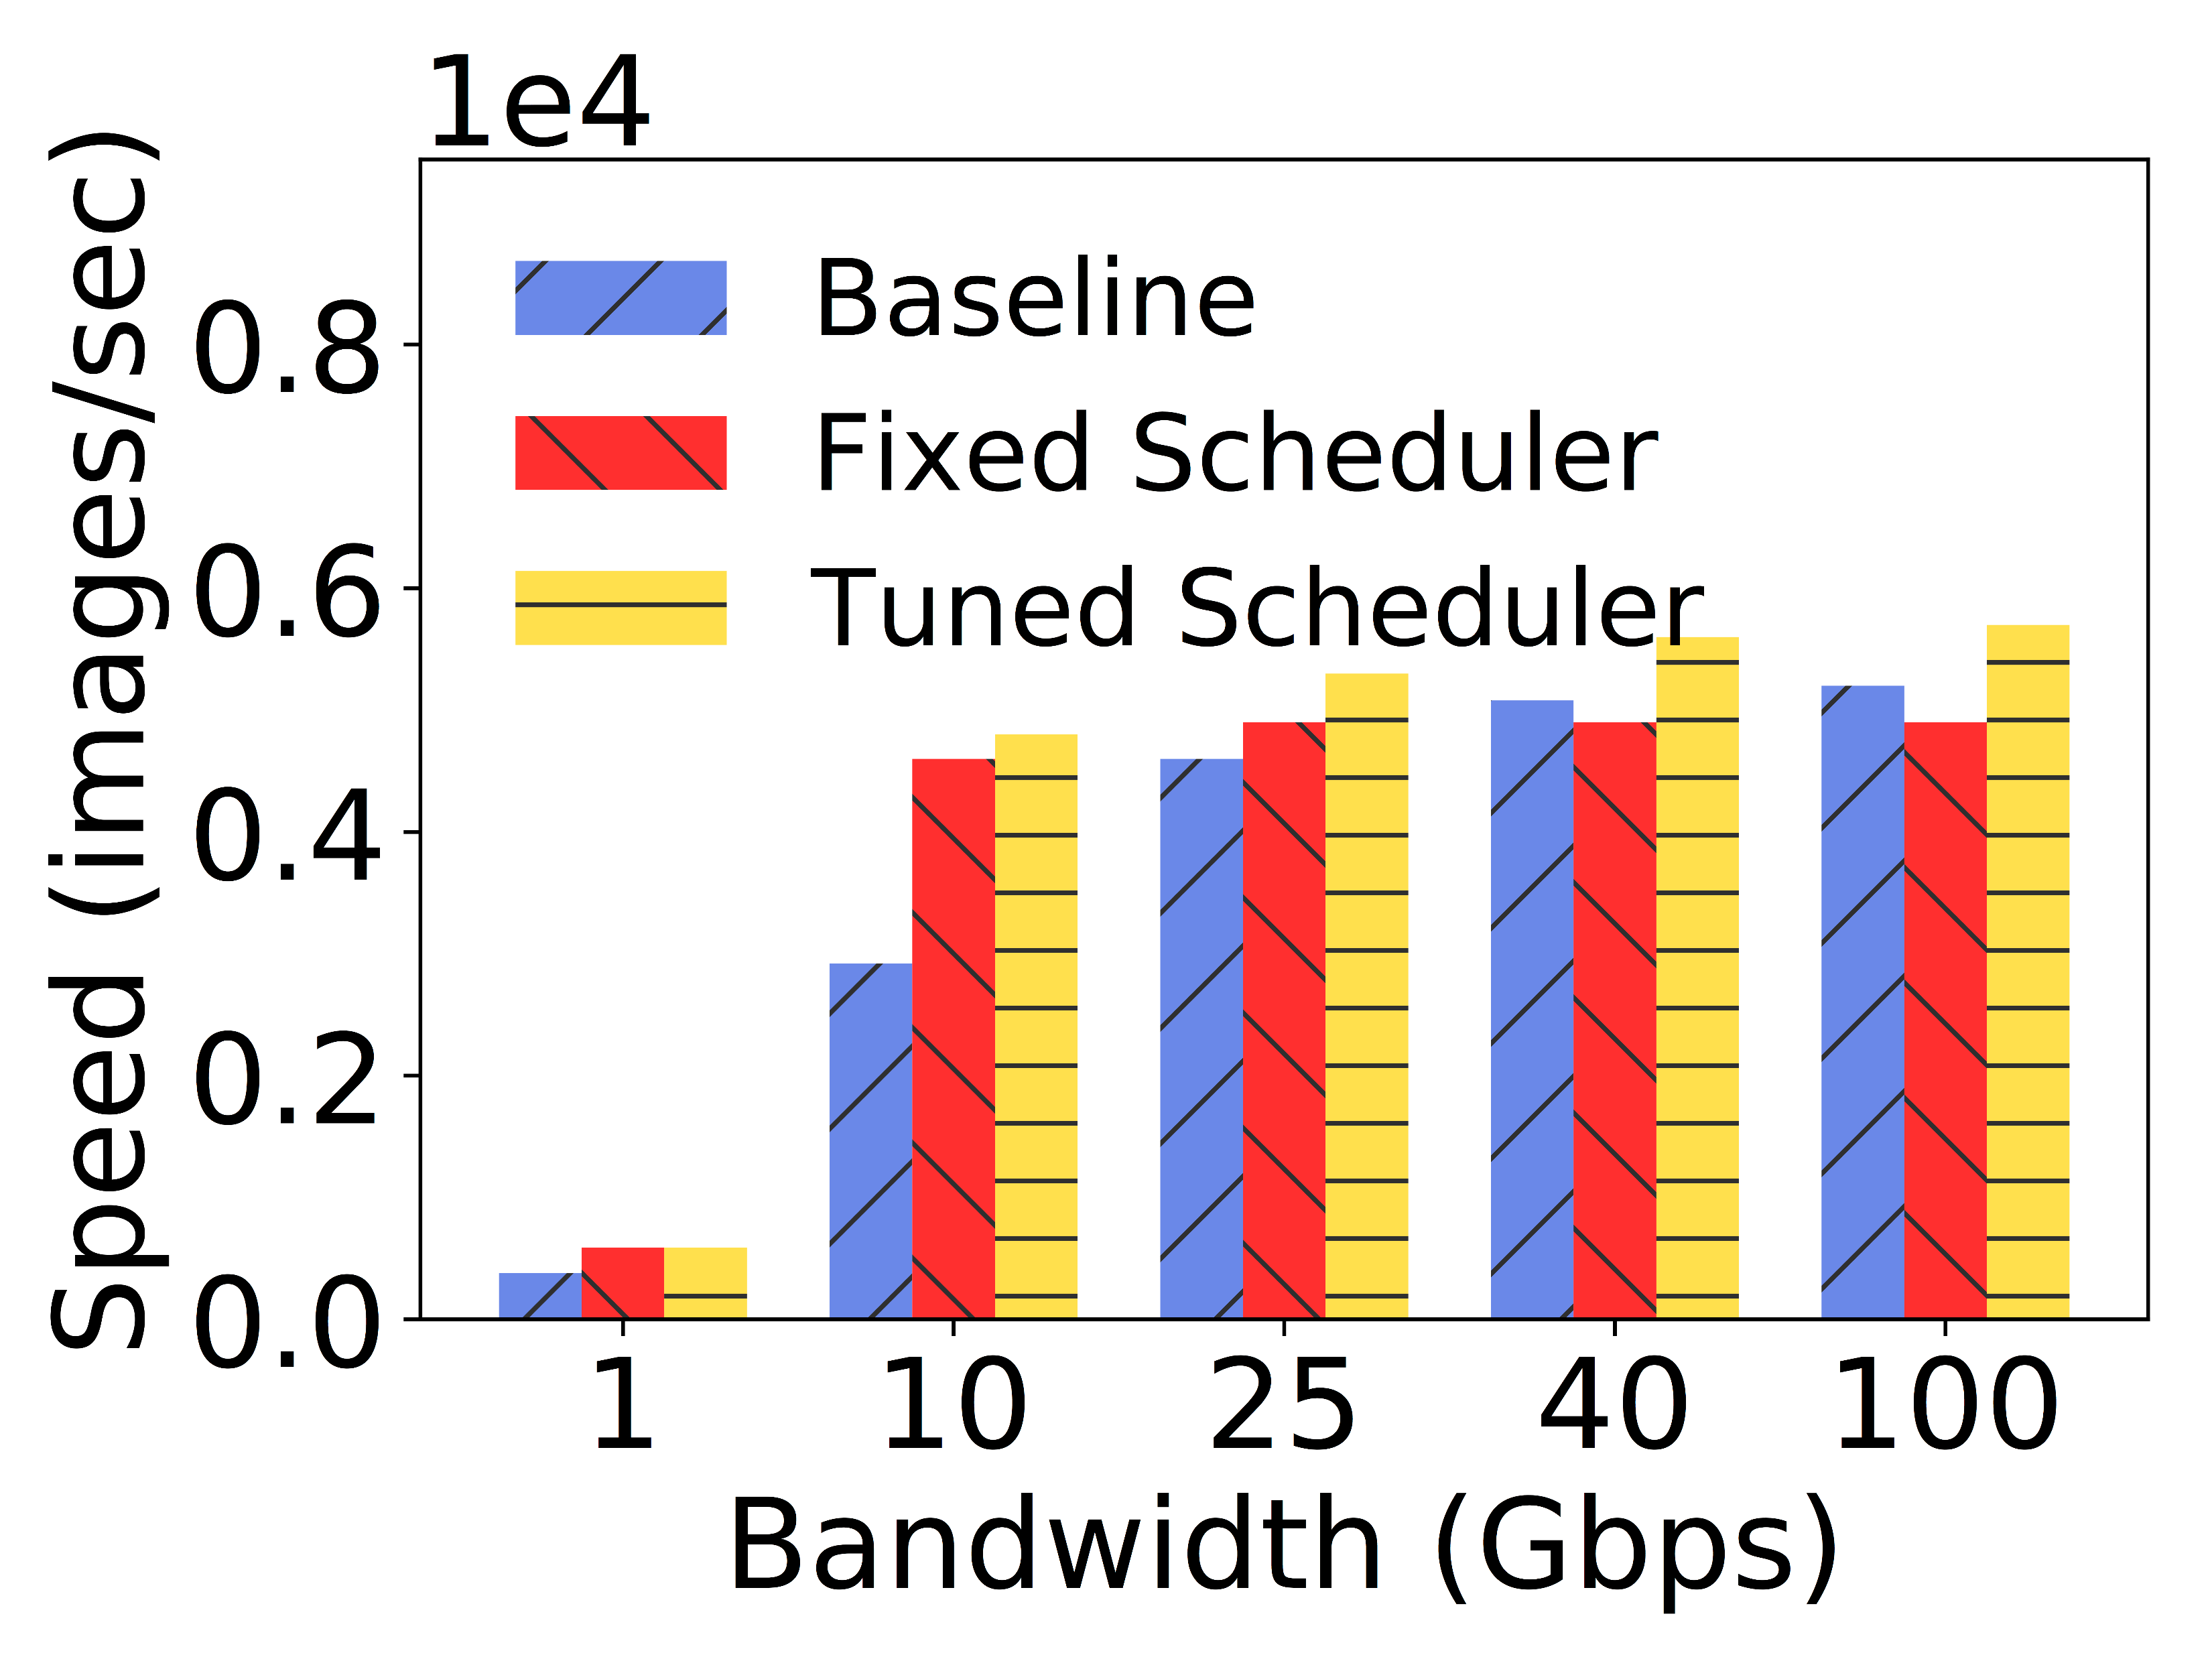 1e4
Speed (images/sec)
0.8
0.6
0.4
0.2
0.0
Baseline
Fixed Scheduler
Tuned Scheduler
1 10 25 40 100
Bandwidth (Gbps)